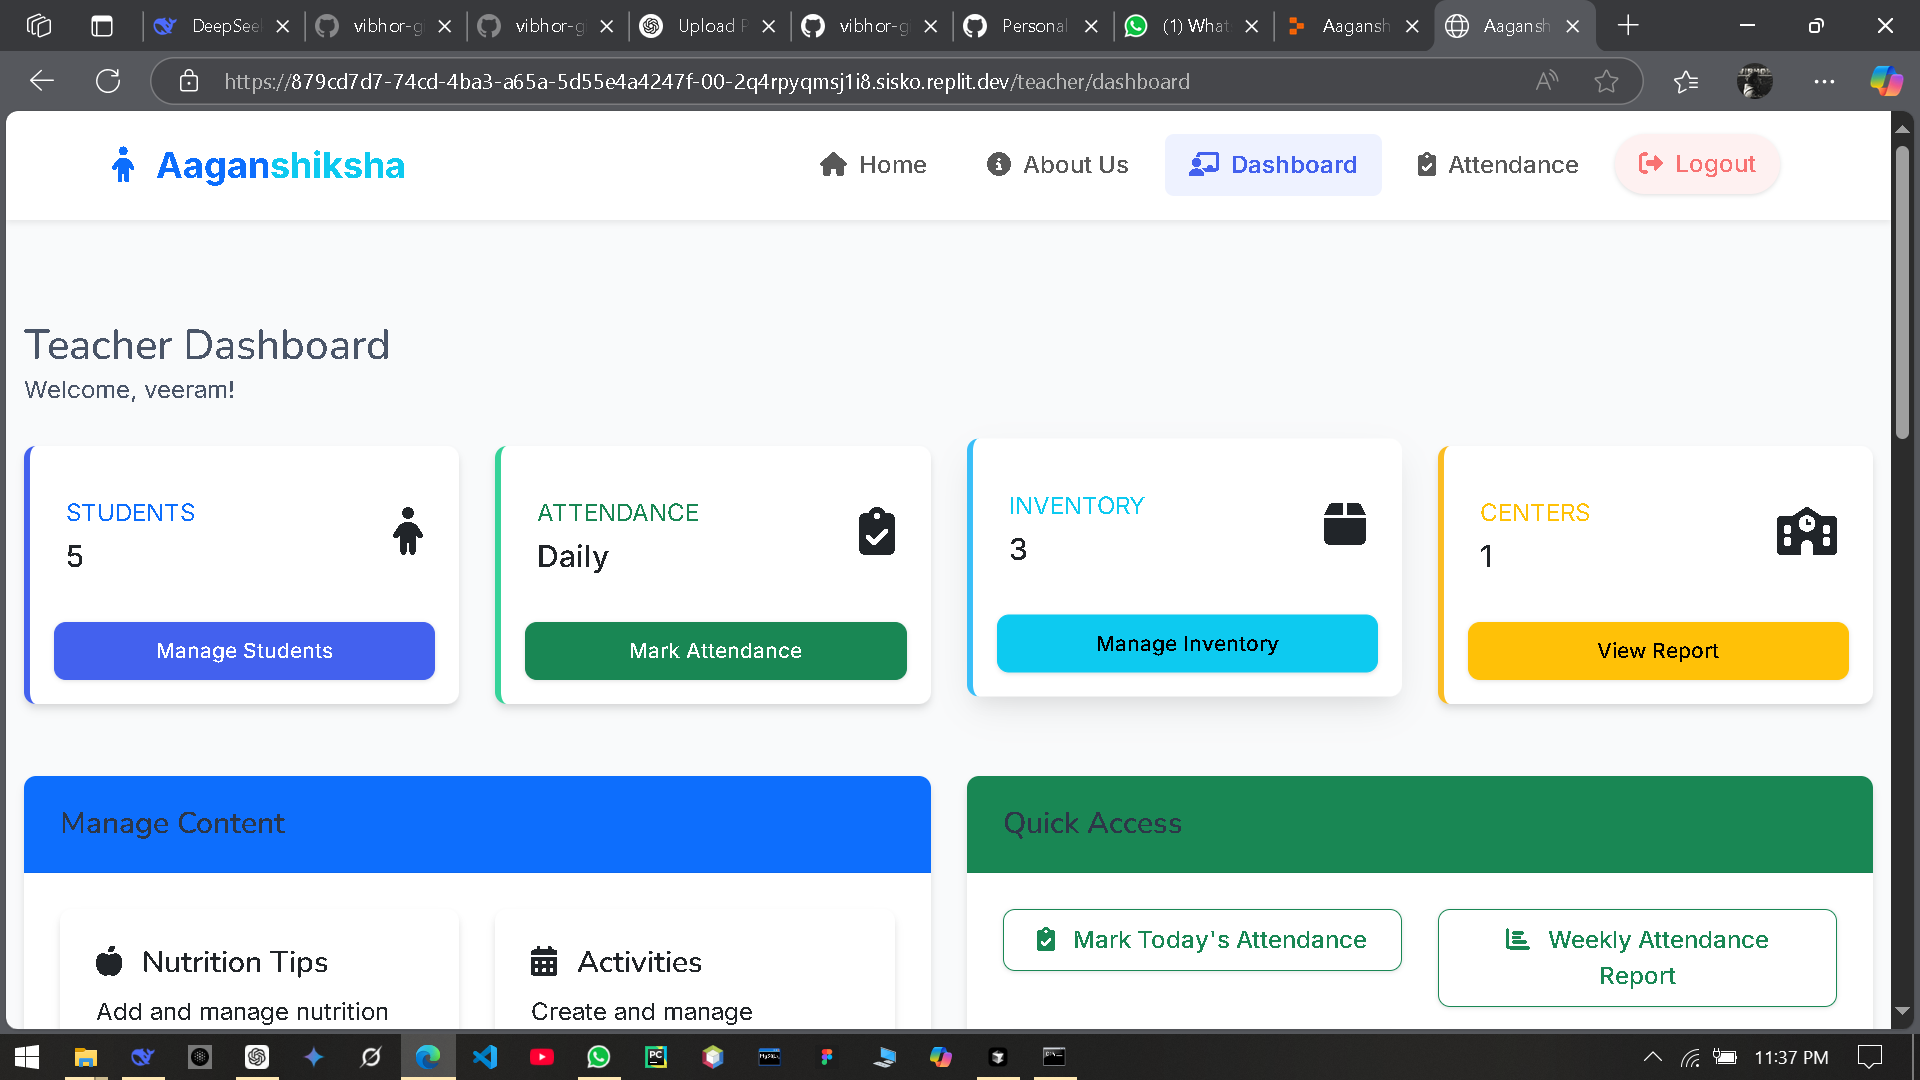 DeepSee
vibhor-g
vibhor-g
Upload P
vibhor-g
Personal
(1) What
Aagansh
Aagansh
https://879cd7d7-74cd-4ba3-a65a-5d55e4a4247f-00-2q4rpyqmsj1i8.sisko.replit.dev/teacher/dashboard
Aaganshiksha
Home
About Us
Dashboard
Attendance
Logout
Teacher Dashboard
Welcome, veeram!
STUDENTS
5
Manage Students
ATTENDANCE
Daily
Mark Attendance
INVENTORY
3
Manage Inventory
CENTERS
1
View Report
Manage Content
Nutrition Tips
Add and manage nutrition
Activities
Create and manage
Quick Access
Mark Today's Attendance
Weekly Attendance
Report
11:37 PM